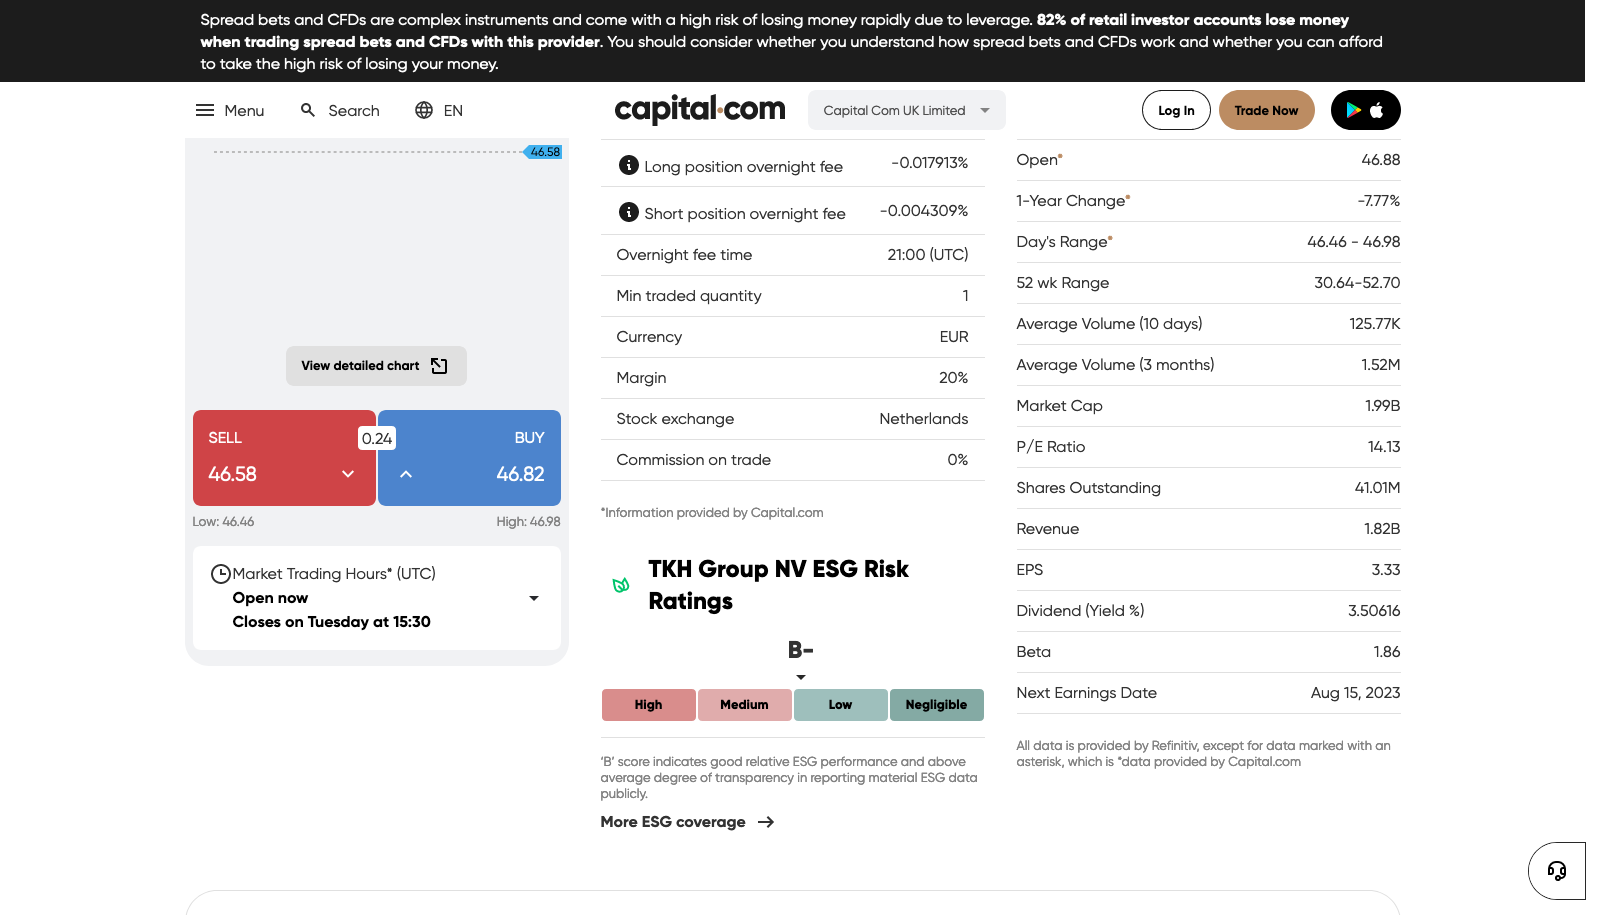 Spread bets and CFDs are complex instruments and come with a high risk of losing money rapidly due to leverage. 82% of retail investor accounts lose money
when trading spread bets and CFDs with this provider. You should consider whether you understand how spread bets and CFDs work and whether you can afford
to take the high risk of losing your money.
Menu
Search
EN
capital.com
Capital Com UK Limited
Log In
Trade Now
46.58
View detailed chart
SELL
46.58
0.24
BUY
46.82
Low: 46.46
High: 46.98
Market Trading Hours* (UTC)
Open now
Closes on Tuesday at 15:30
Long position overnight fee -0.017913%
Short position overnight fee -0.004309%
Overnight fee time 21:00 (UTC)
Min traded quantity 1
Currency EUR
Margin 20%
Stock exchange Netherlands
Commission on trade 0%
*Information provided by Capital.com
TKH Group NV ESG Risk
Ratings
B-
High Medium Low Negligible
'B' score indicates good relative ESG performance and above
average degree of transparency in reporting material ESG data
publicly.
More ESG coverage
Open* 46.88
1-Year Change* -7.77%
Day's Range* 46.46 - 46.98
52 wk Range 30.64-52.70
Average Volume (10 days) 125.77K
Average Volume (3 months) 1.52M
Market Cap 1.99B
P/E Ratio 14.13
Shares Outstanding 41.01M
Revenue 1.82B
EPS 3.33
Dividend (Yield %) 3.50616
Beta 1.86
Next Earnings Date Aug 15, 2023
All data is provided by Refinitiv, except for data marked with an
asterisk, which is *data provided by Capital.com